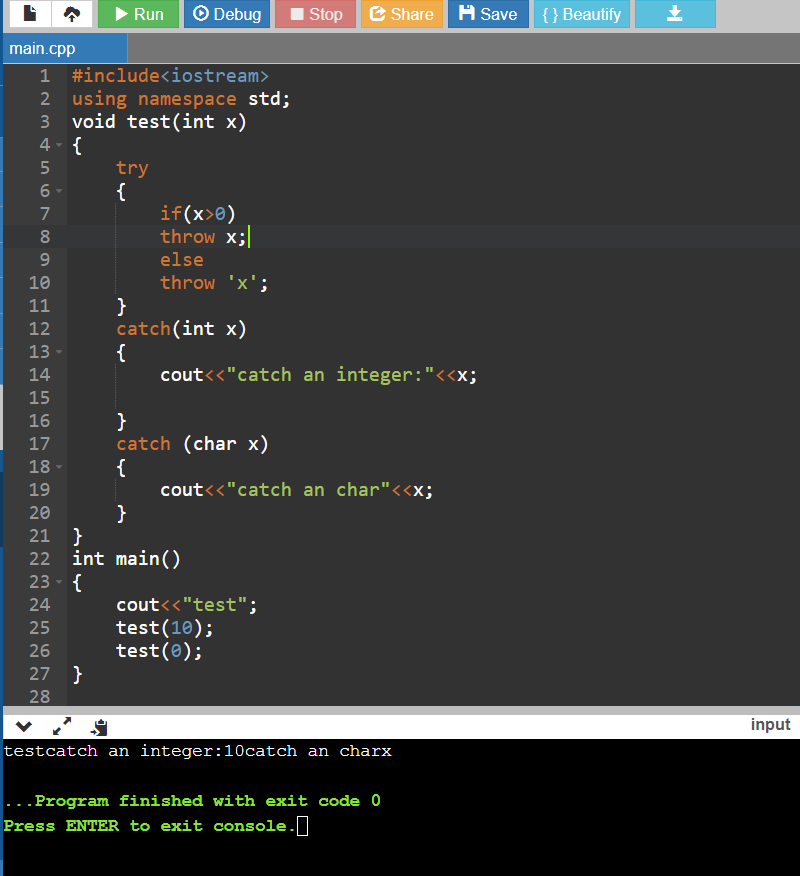 Run Debug Stop Share Save { } Beautify
main.cpp
1 #include<iostream>
2 using namespace std;
3 void test(int x)
4 {
5 try
6 {
7 if(x>0)
8 throw x;
9 else
10 throw 'x';
11 }
12 catch(int x)
13 {
14 cout<<"catch an integer:"<<x;
15
16 }
17 catch (char x)
18 {
19 cout<<"catch an char"<<x;
20 }
21 }
22 int main()
23 {
24 cout<<"test";
25 test(10);
26 test(0);
27 }
28
input
testcatch an integer:10catch an charx
...Program finished with exit code 0
Press ENTER to exit console.